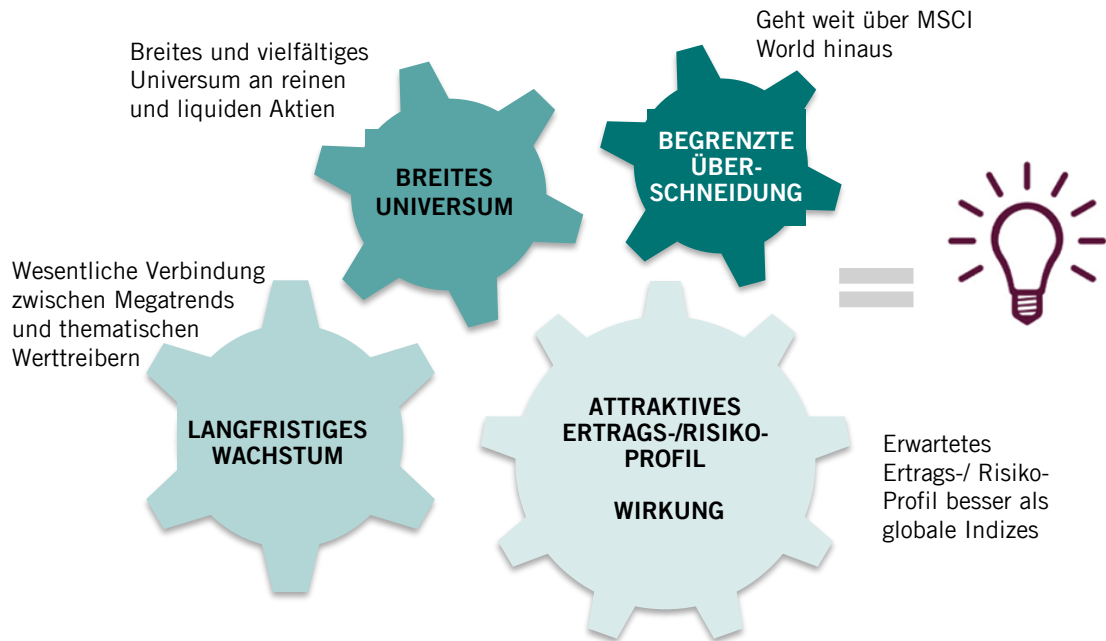 Geht weit über MSCI
World hinaus
Breites und vielfältiges
Universum an reinen
und liquiden Aktien
BEGRENZTE
ÜBER-
SCHNEIDUNG
BREITES
UNIVERSUM
Wesentliche Verbindung
zwischen Megatrends
und thematischen
Werttreibern
LANGFRISTIGES
WACHSTUM
ATTRAKTIVES
ERTRAGS-/RISIKO-
PROFIL
WIRKUNG
Erwartetes
Ertrags-/ Risiko-
Profil besser als
globale Indizes